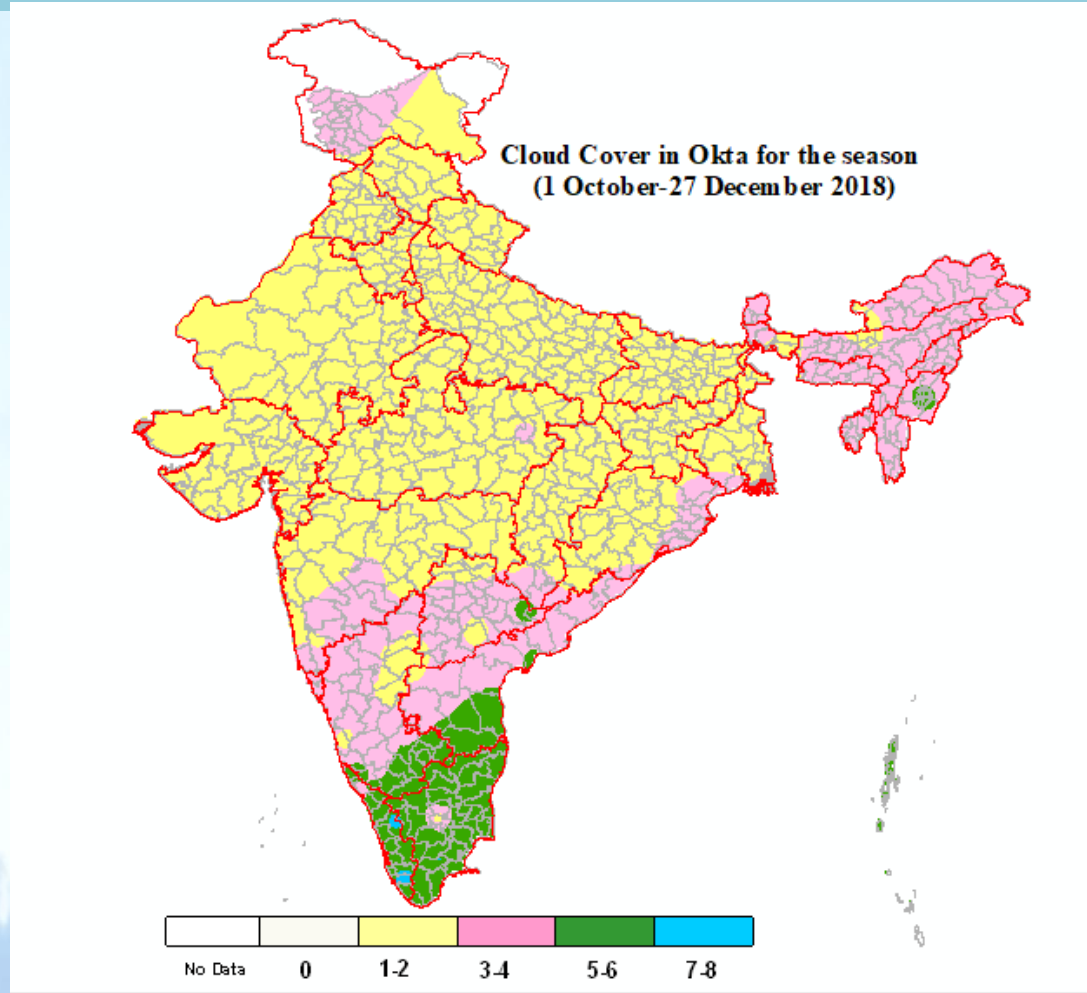 Cloud Cover in Okta for the season
(1 October-27 December 2018)
No Data 0 1-2 3-4 5-6 7-8